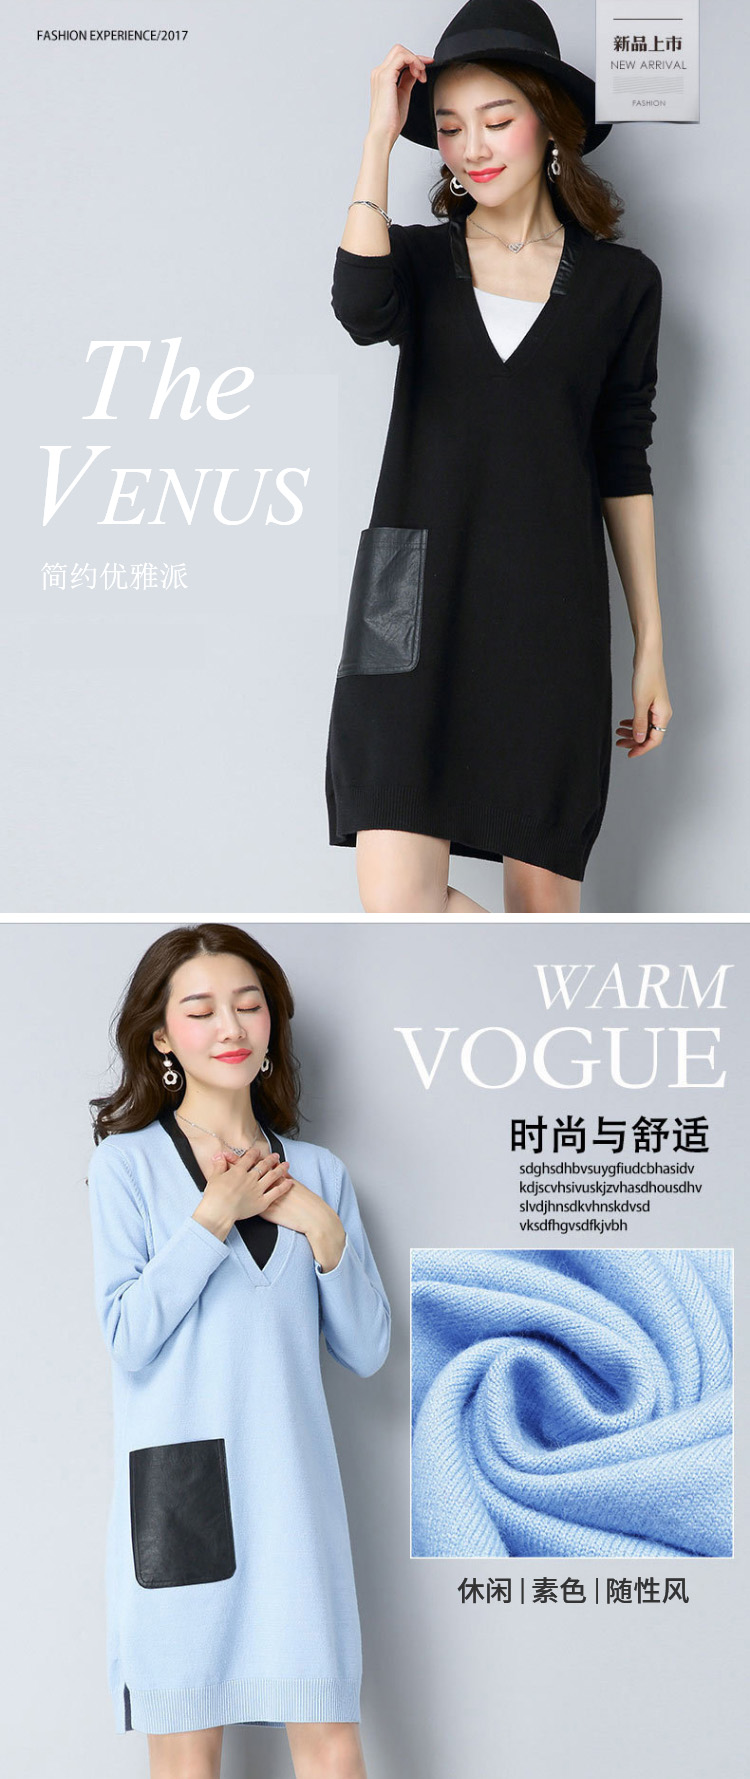 FASHION EXPERIENCE/2017
新品上市
NEW ARRIVAL
FASHION
The
VENUS
简约优雅派
WARM
VOGUE
时尚与舒适
sdghsdhbvsuygfiudcbhasidv
kdjscvhsivuskjzvhasdhousdhv
slvdjhnsdkvhnskdvsd
vksdfhgvsdfkjvbh
休闲|素色|随性风